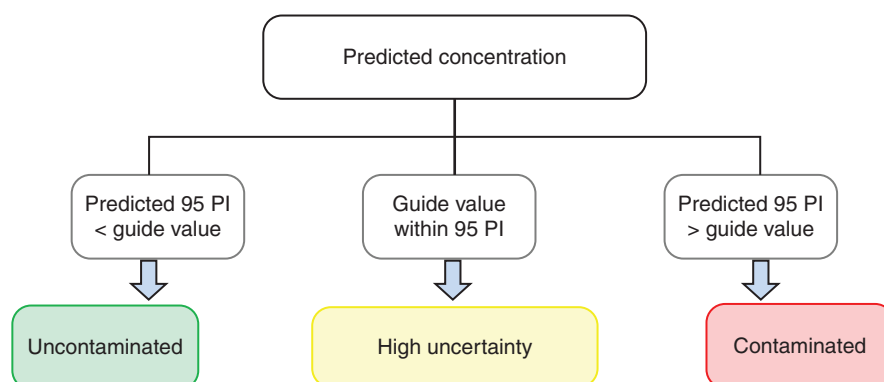 Predicted concentration
Predicted 95 PI
< guide value
Guide value
within 95 PI
Predicted 95 PI
> guide value
Uncontaminated
High uncertainty
Contaminated